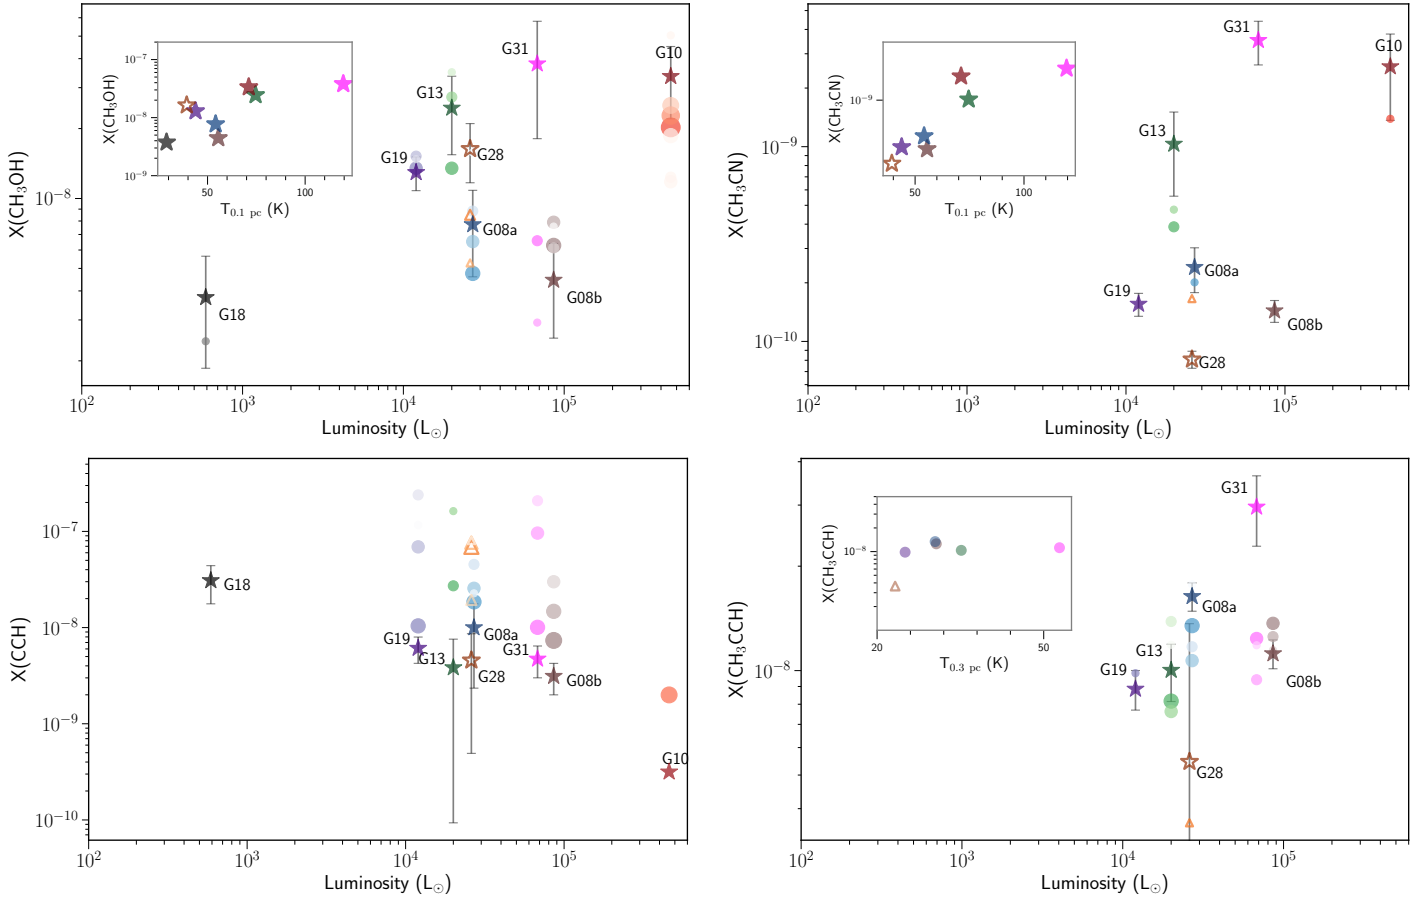 G31
G10
G13
G28
G19
G08a
G08b
G18
X(CH₃OH)
10⁻⁸
10² 10³ 10⁴ 10⁵
Luminosity (L☉)
X(CH₃OH)
10⁻⁷
10⁻⁸
10⁻⁹
50 100
T₀.₁ ₚc (K)
G31
G10
G13
G08a
G19
G08b
G28
X(CH₃CN)
10⁻⁹
10⁻¹⁰
10² 10³ 10⁴ 10⁵
Luminosity (L☉)
X(CH₃CN)
10⁻⁹
50 100
T₀.₁ ₚc (K)
G18
G19
G13
G08a
G28
G31
G08b
G10
X(CCH)
10⁻⁷
10⁻⁸
10⁻⁹
10⁻¹⁰
10² 10³ 10⁴ 10⁵
Luminosity (L☉)
G31
G08a
G13
G19
G08b
G28
X(CH₃CCH)
10⁻⁸
10² 10³ 10⁴ 10⁵
Luminosity (L☉)
X(CH₃CCH)
10⁻⁸
20 50
T₀.₃ ₚc (K)